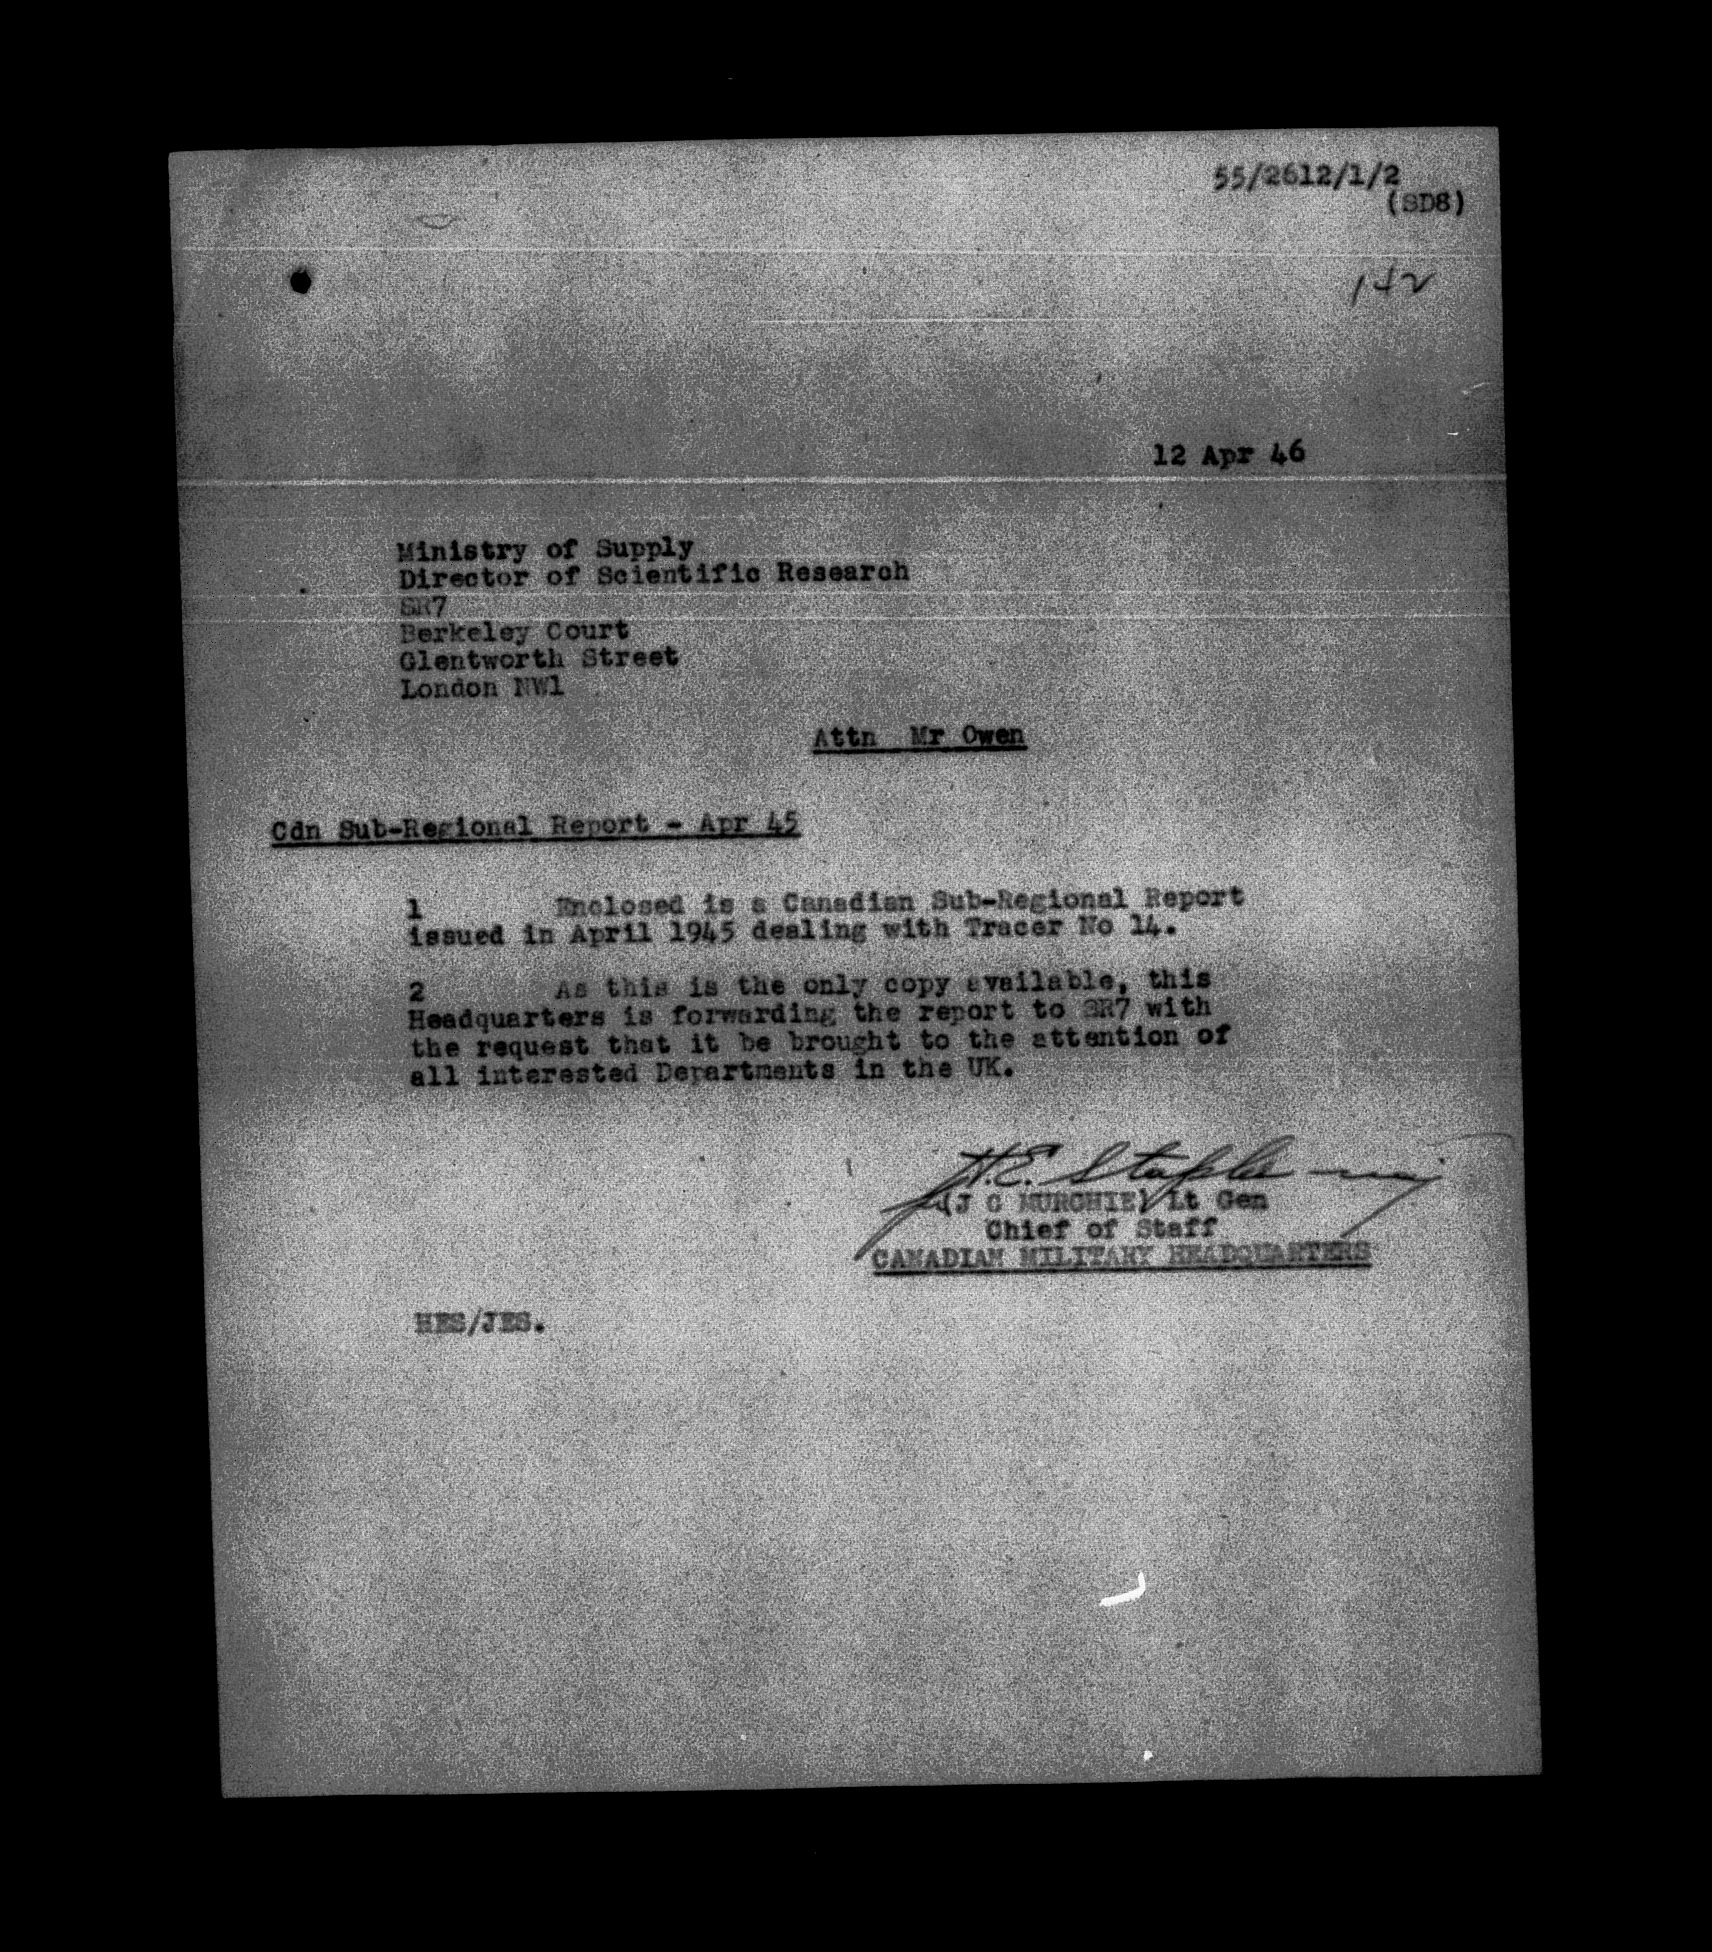 55/2612/1/2
(SD8)
142
12 Apr 46
Ministry of Supply
Director of Scientific Research
SR7
Berkeley Court
Glentworth Street
London NW1
Attn Mr Owen
Cdn Sub-Regional Report - Apr 45
1 Enclosed is a Canadian Sub-Regional Report
issued in April 1945 dealing with Tracer No 14.
2 As this is the only copy available, this
Headquarters is forwarding the report to SR7 with
the request that it be brought to the attention of
all interested Departments in the UK.
H.E. Staples maj
(J C MURCHIE) Lt Gen
Chief of Staff
CANADIAN MILITARY HEADQUARTERS
HES/JES.